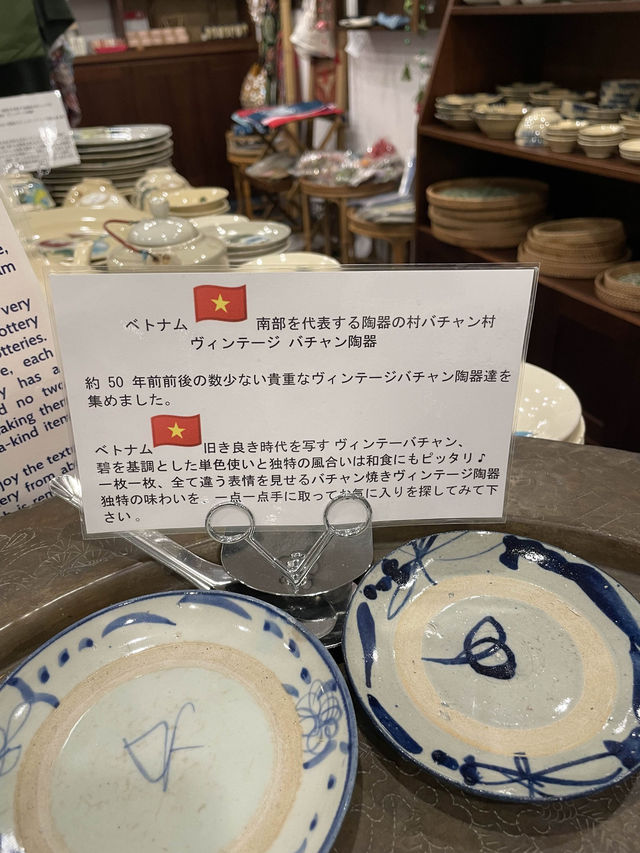 ベトナム 南部を代表する陶器の村バチャン村
ヴィンテージ バチャン陶器
約 50 年前前後の数少ない貴重なヴィンテージバチャン陶器達を
集めました。
ベトナム 旧き良き時代を写す ヴィンテーバチャン、
碧を基調とした単色使いと独特の風合いは和食にもピッタリ♪
一枚一枚、全て違う表情を見せるバチャン焼きヴィンテージ陶器
独特の味わいを、一点一点手に取ってお気に入りを探してみて下
さい。
very
ottery
tteries.
e, each
y has a
d no two
aking them
a-kind item
njoy the textu
ery from abo